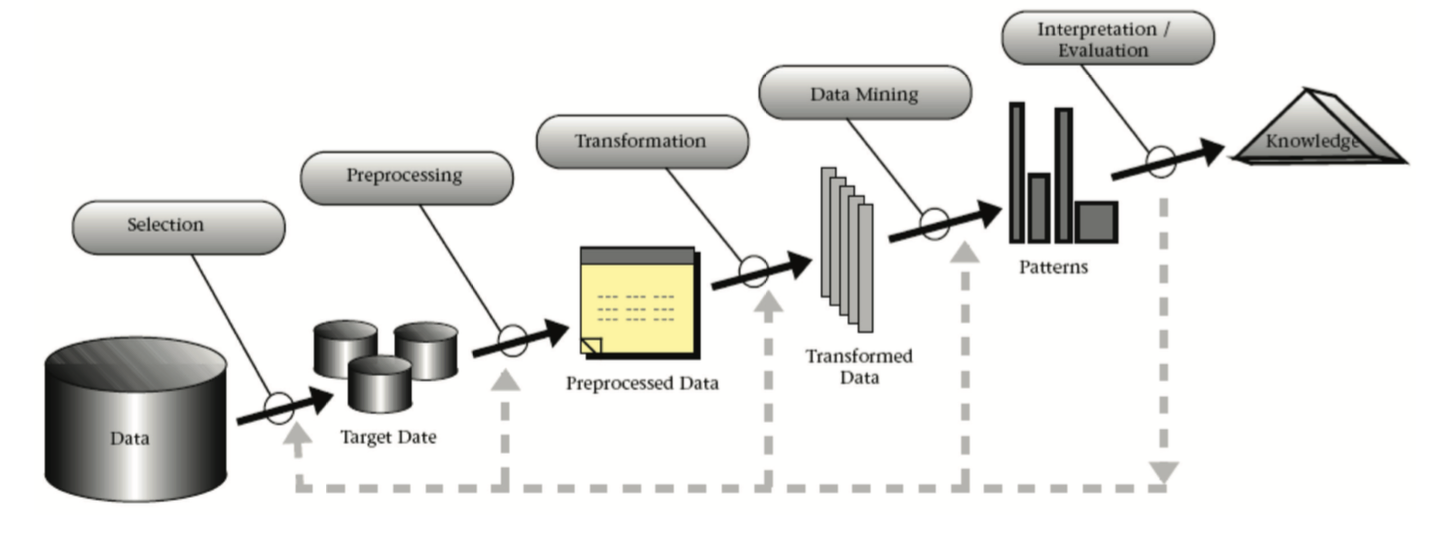 Interpretation /
Evaluation
Data Mining
Transformation
Preprocessing
Selection
Knowledge
Patterns
Transformed
Data
Preprocessed Data
Target Date
Data